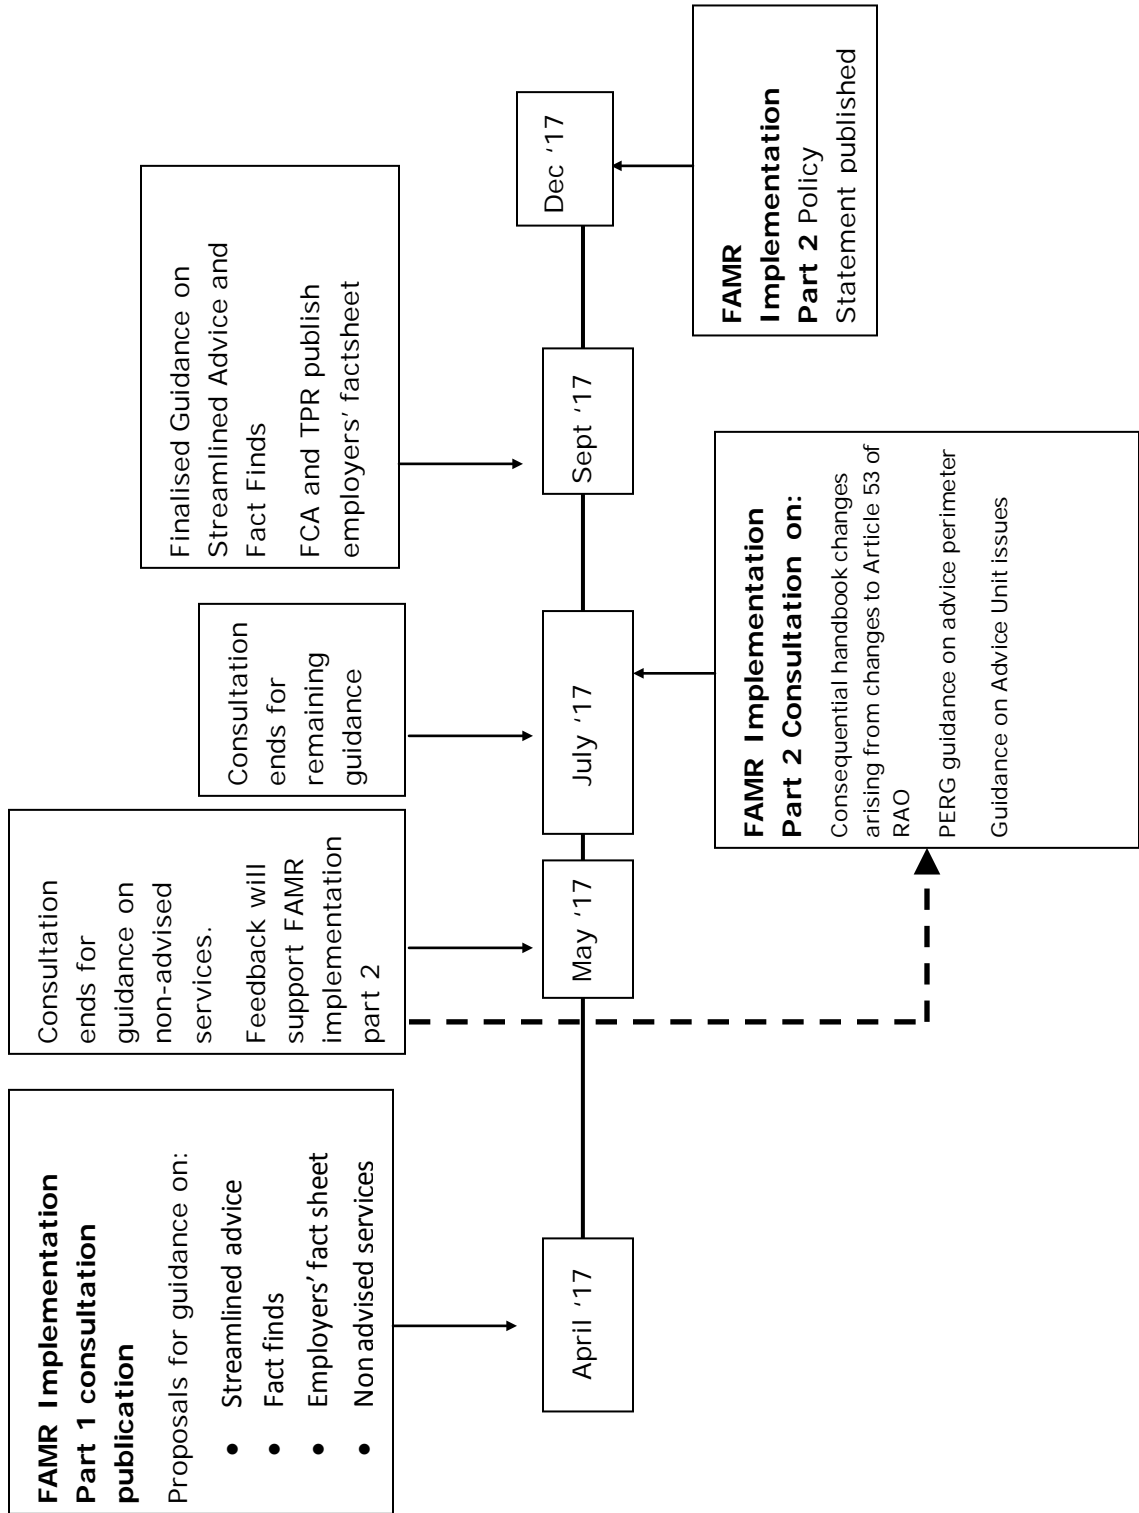 FAMR Implementation
Part 1 consultation
publication
Proposals for guidance on:
• Streamlined advice
• Fact finds
• Employers’ fact sheet
• Non advised services
Consultation
ends for
guidance on
non-advised
services.
Feedback will
support FAMR
implementation
part 2
Consultation
ends for
remaining
guidance
Finalised Guidance on
Streamlined Advice and
Fact Finds
FCA and TPR publish
employers’ factsheet
April ‘17
May ‘17
July ‘17
Sept ‘17
Dec ‘17
FAMR Implementation
Part 2 Consultation on:
Consequential handbook changes
arising from changes to Article 53 of
RAO
PERG guidance on advice perimeter
Guidance on Advice Unit issues
FAMR
Implementation
Part 2 Policy
Statement published